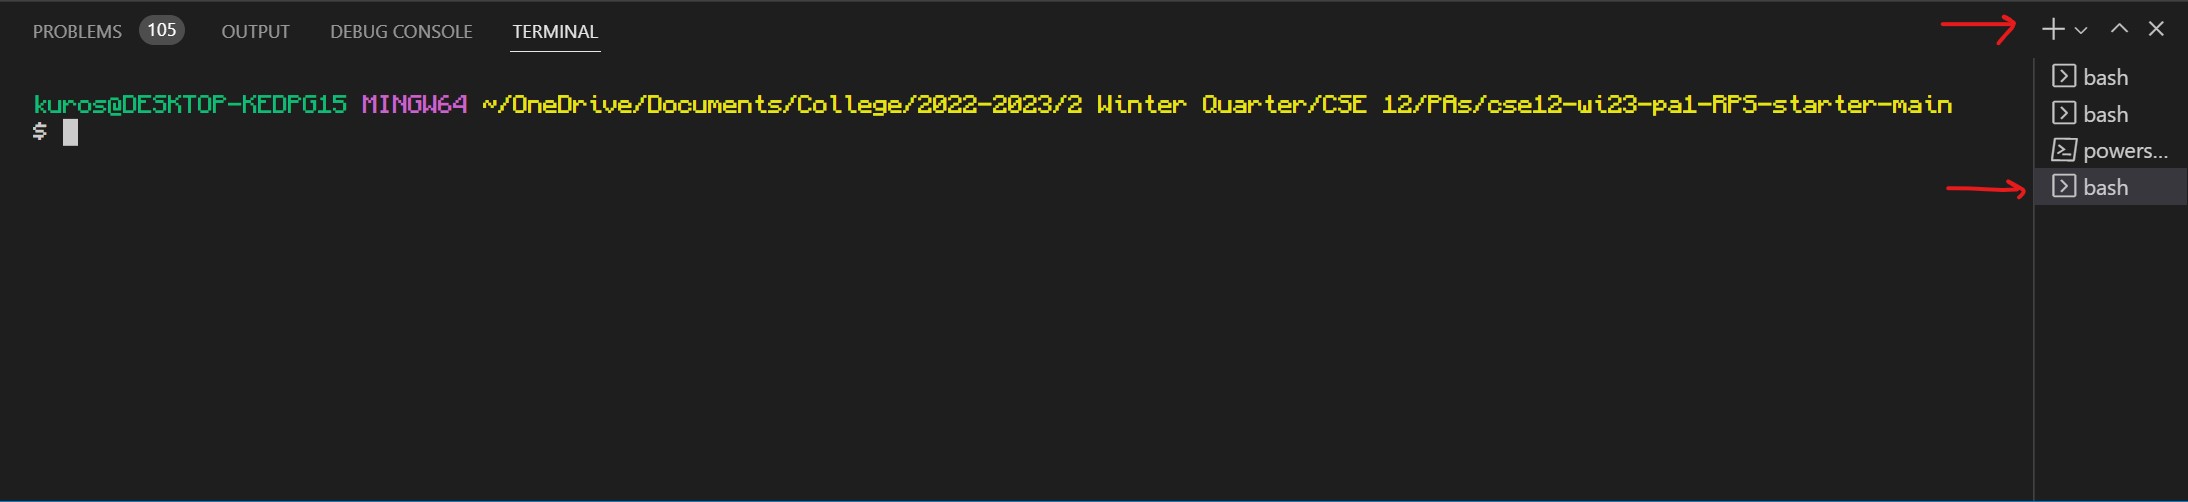 PROBLEMS 105 OUTPUT DEBUG CONSOLE TERMINAL
kuros@DESKTOP-KEDPG15 MINGW64 ~/OneDrive/Documents/College/2022-2023/2 Winter Quarter/CSE 12/PAs/cse12-wi23-pa1-RPS-starter-main
$
bash
bash
powers...
bash